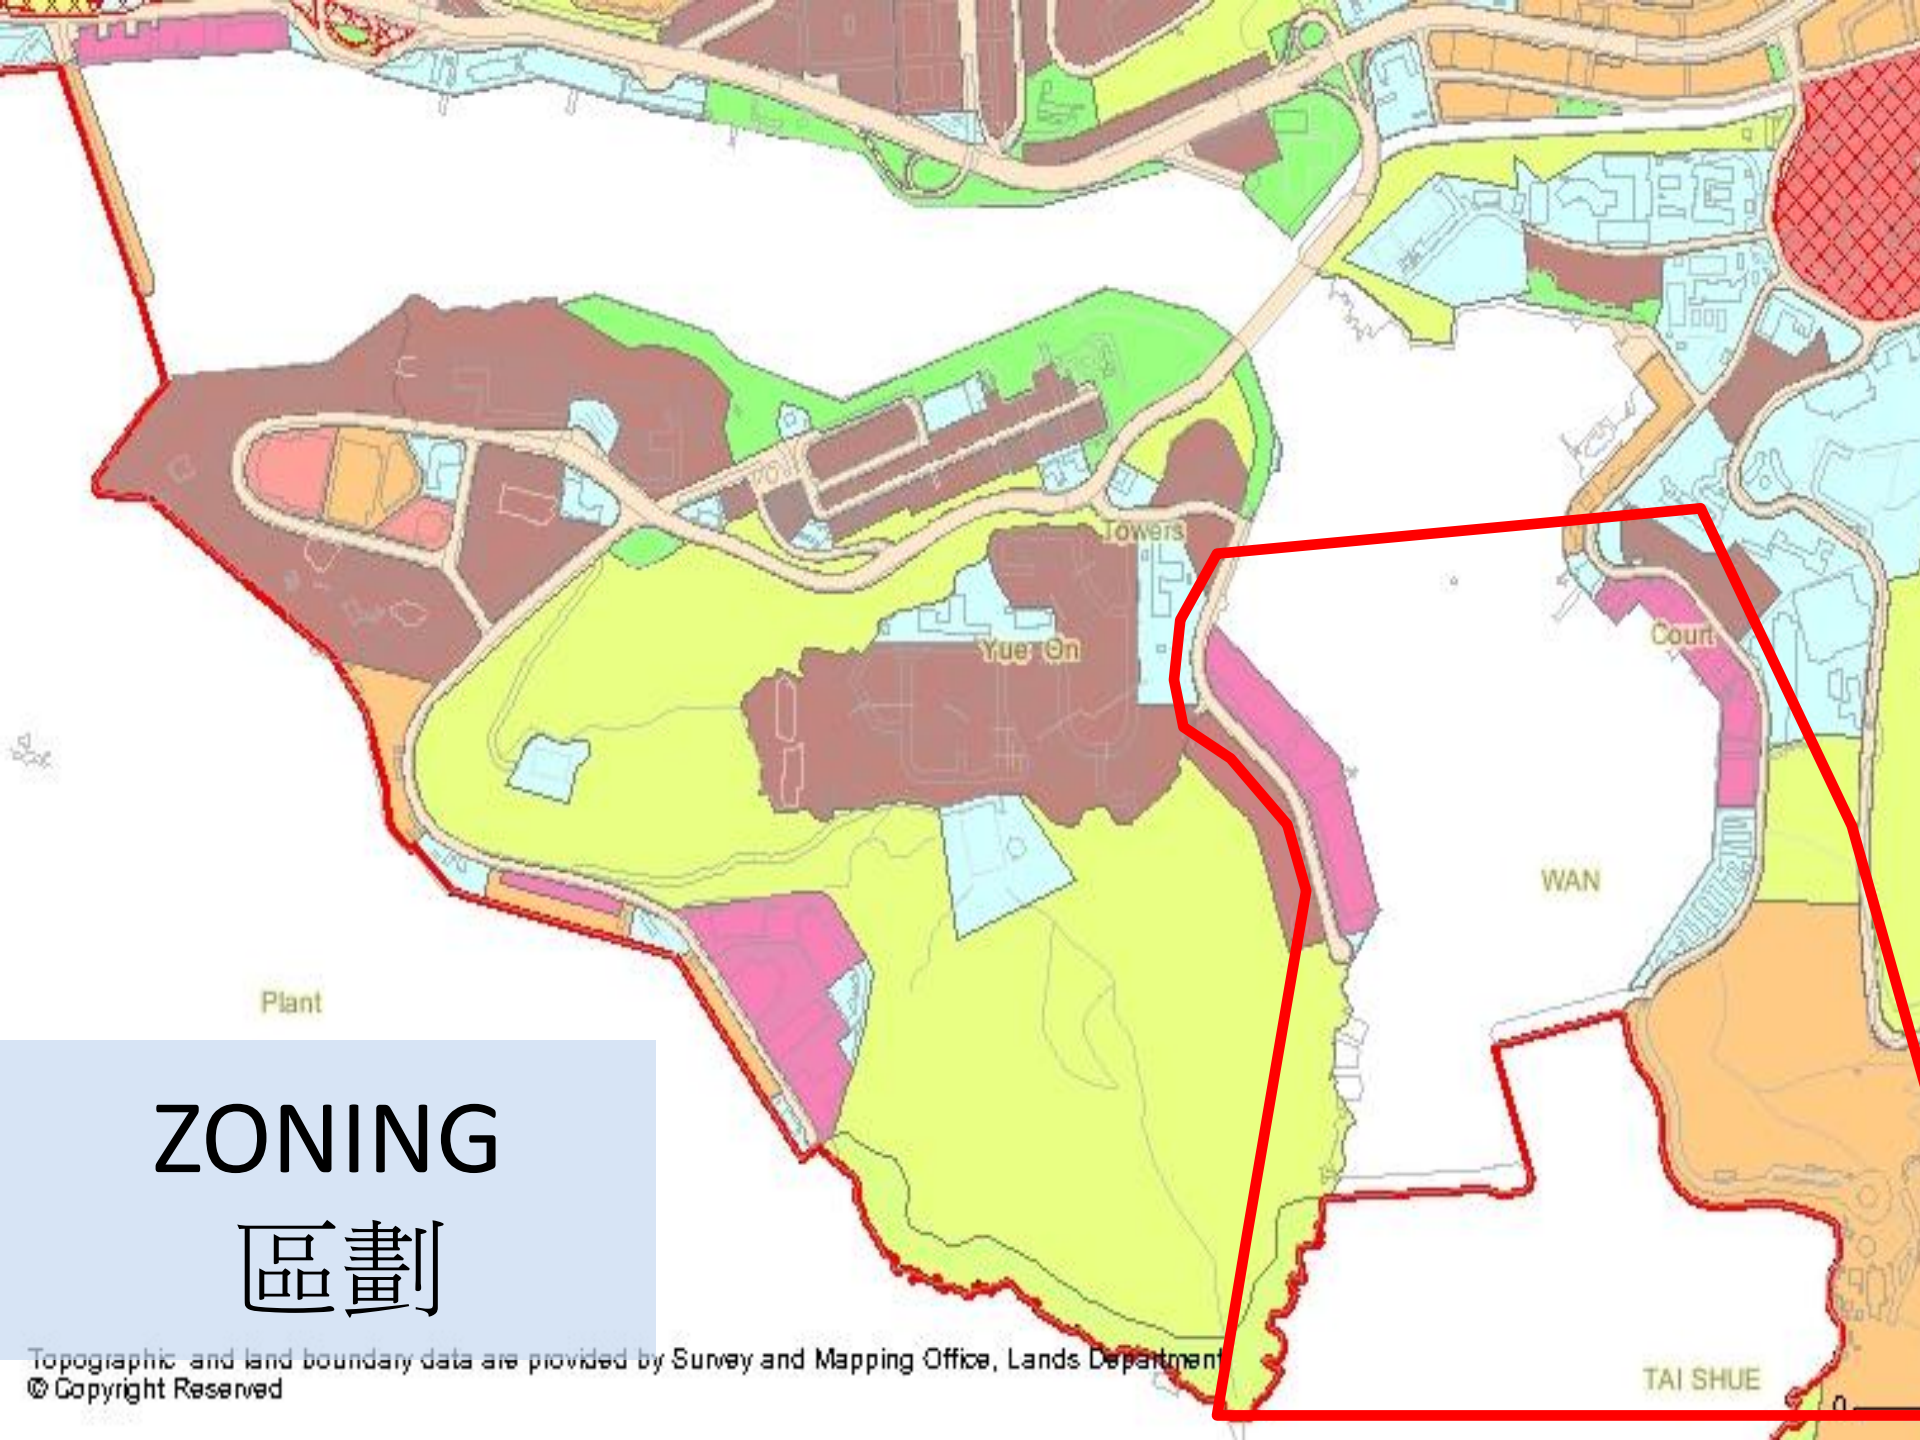 Towers
Yue On
Court
WAN
Plant
ZONING
區劃
Topographic and land boundary data are provided by Survey and Mapping Office, Lands Department
© Copyright Reserved
TAI SHUE
0